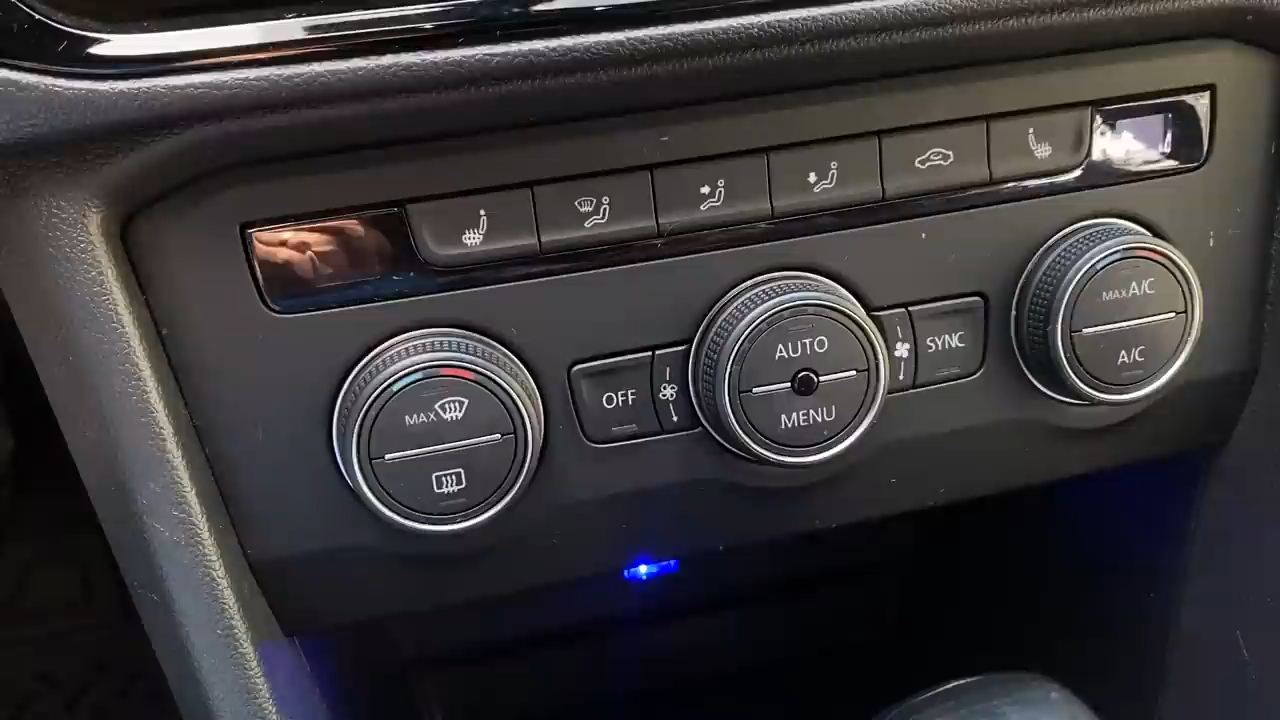 MAX
OFF
AUTO
MENU
SYNC
MAX A/C
A/C